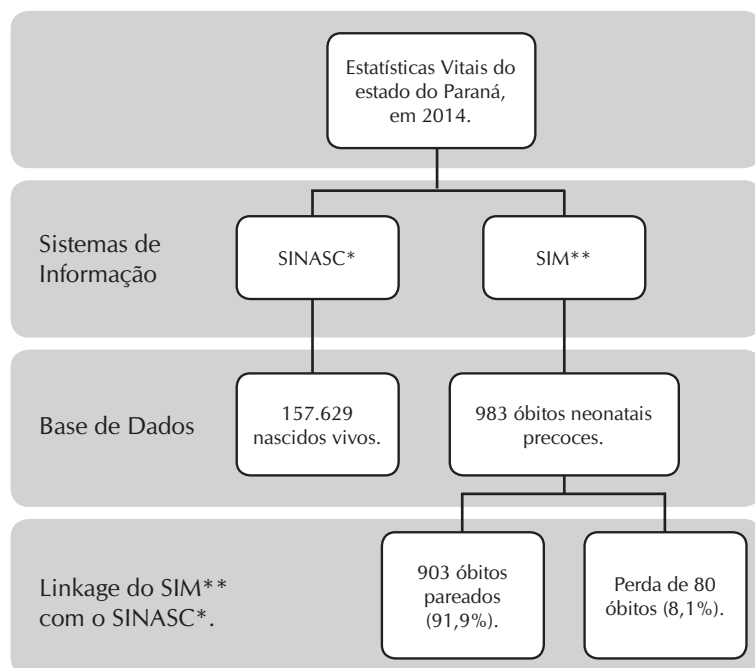 Estatísticas Vitais do
estado do Paraná,
em 2014.
Sistemas de
Informação
SINASC*
SIM**
Base de Dados
157.629
nascidos vivos.
983 óbitos neonatais
precoces.
Linkage do SIM**
com o SINASC*.
903 óbitos
pareados
(91,9%).
Perda de 80
óbitos (8,1%).